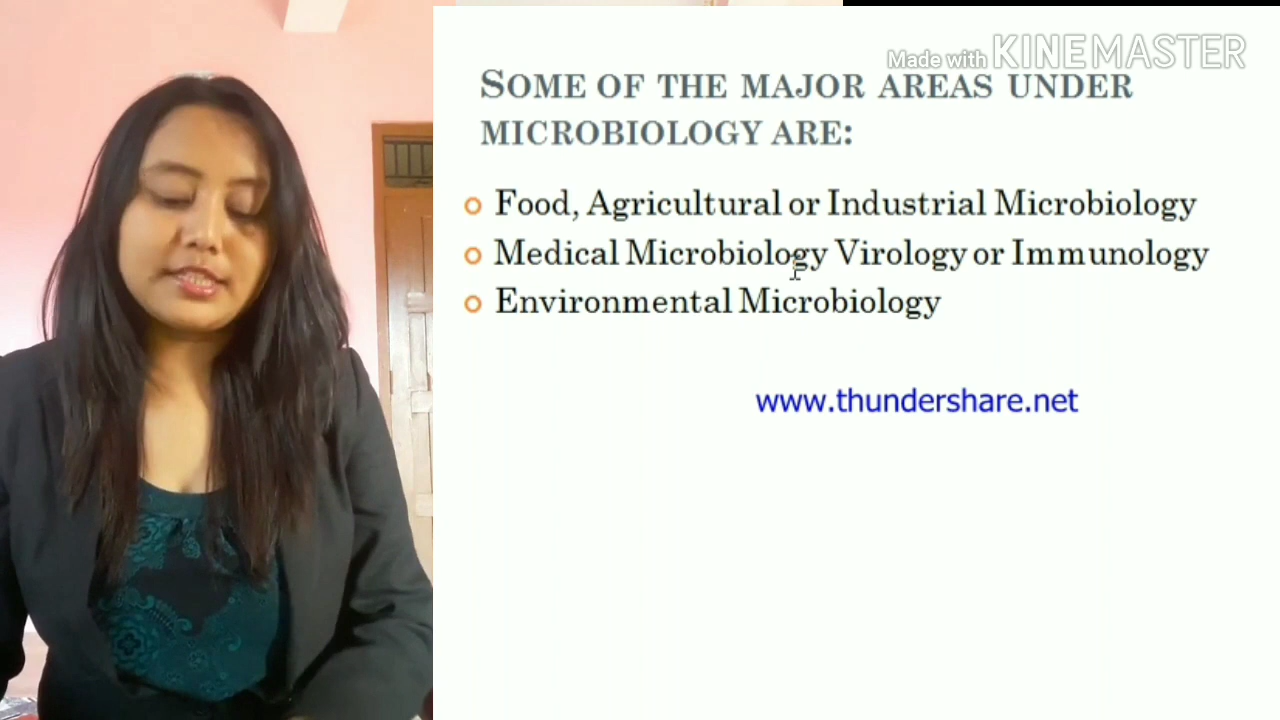 Made with KINEMASTER
SOME OF THE MAJOR AREAS UNDER
MICROBIOLOGY ARE:
Food, Agricultural or Industrial Microbiology
Medical Microbiology Virology or Immunology
Environmental Microbiology
www.thundershare.net